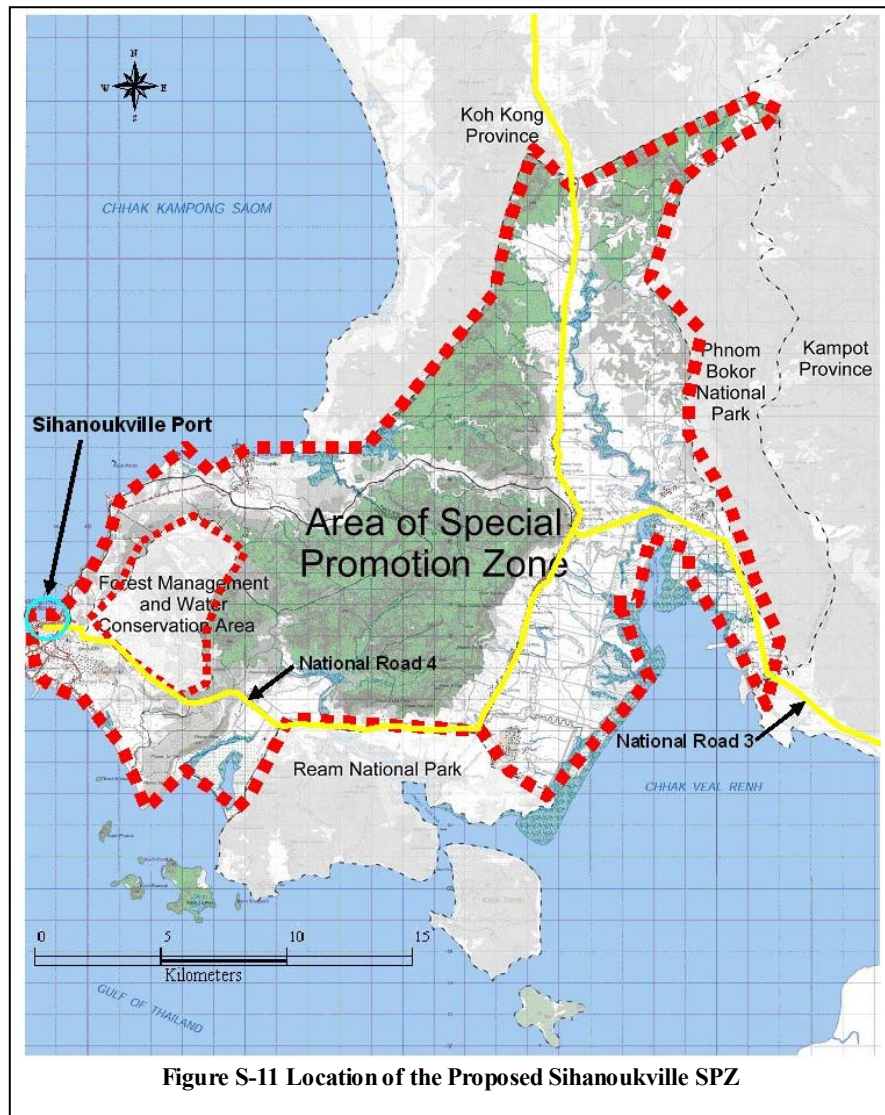 N
W E
S
Koh Kong
Province
CHHAK KAMPONG SAOM
Phnom
Bokor
National
Park
Kampot
Province
Sihanoukville Port
Area of Special
Promotion Zone
Forest Management
and Water
Conservation Area
National Road 4
National Road 3
Ream National Park
CHHAK VEAL RENH
0 5 10 15
Kilometers
GULF OF THAILAND
Figure S-11 Location of the Proposed Sihanoukville SPZ